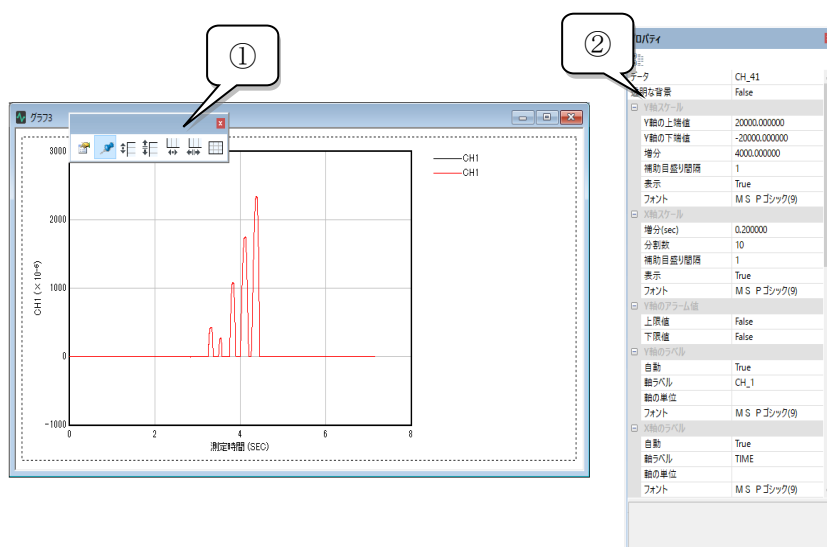 ①
②
グラフ3
3000
2000
1000
0
-1000
0
2
4
6
8
CH1 (× 10⁻⁶)
測定時間 (SEC)
CH1
CH1
ロパティ
データ CH_41
明な背景 False
Y軸スケール
Y軸の上端値 20000.000000
Y軸の下端値 -20000.000000
増分 4000.000000
補助目盛り間隔 1
表示 True
フォント ＭＳ Ｐゴシック(9)
X軸スケール
増分(sec) 0.200000
分割数 10
補助目盛り間隔 1
表示 True
フォント ＭＳ Ｐゴシック(9)
Y軸のアラーム値
上限値 False
下限値 False
Y軸のラベル
自動 True
軸ラベル CH_1
軸の単位
フォント ＭＳ Ｐゴシック(9)
X軸のラベル
自動 True
軸ラベル TIME
軸の単位
フォント ＭＳ Ｐゴシック(9)